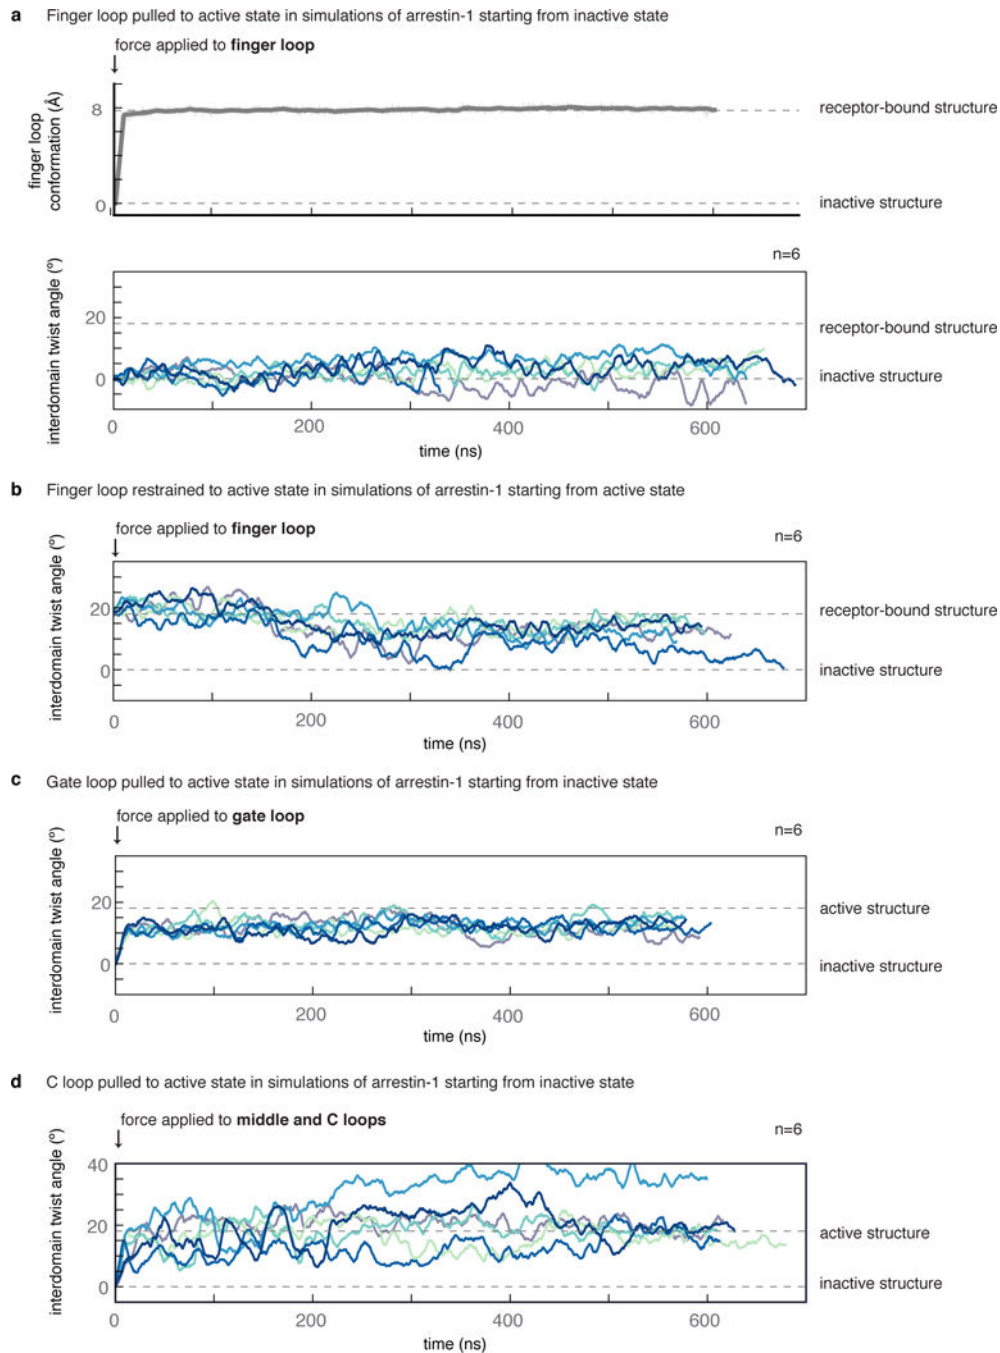 a Finger loop pulled to active state in simulations of arrestin-1 starting from inactive state
force applied to finger loop
finger loop
conformation (Å)
8
0
receptor-bound structure
inactive structure
n=6
interdomain twist angle (º)
20
0
receptor-bound structure
inactive structure
0 200 400 600
time (ns)
b Finger loop restrained to active state in simulations of arrestin-1 starting from active state
force applied to finger loop
n=6
interdomain twist angle (º)
20
0
receptor-bound structure
inactive structure
0 200 400 600
time (ns)
c Gate loop pulled to active state in simulations of arrestin-1 starting from inactive state
force applied to gate loop
n=6
interdomain twist angle (º)
20
0
active structure
inactive structure
0 200 400 600
time (ns)
d C loop pulled to active state in simulations of arrestin-1 starting from inactive state
force applied to middle and C loops
n=6
interdomain twist angle (º)
40
20
0
active structure
inactive structure
0 200 400 600
time (ns)